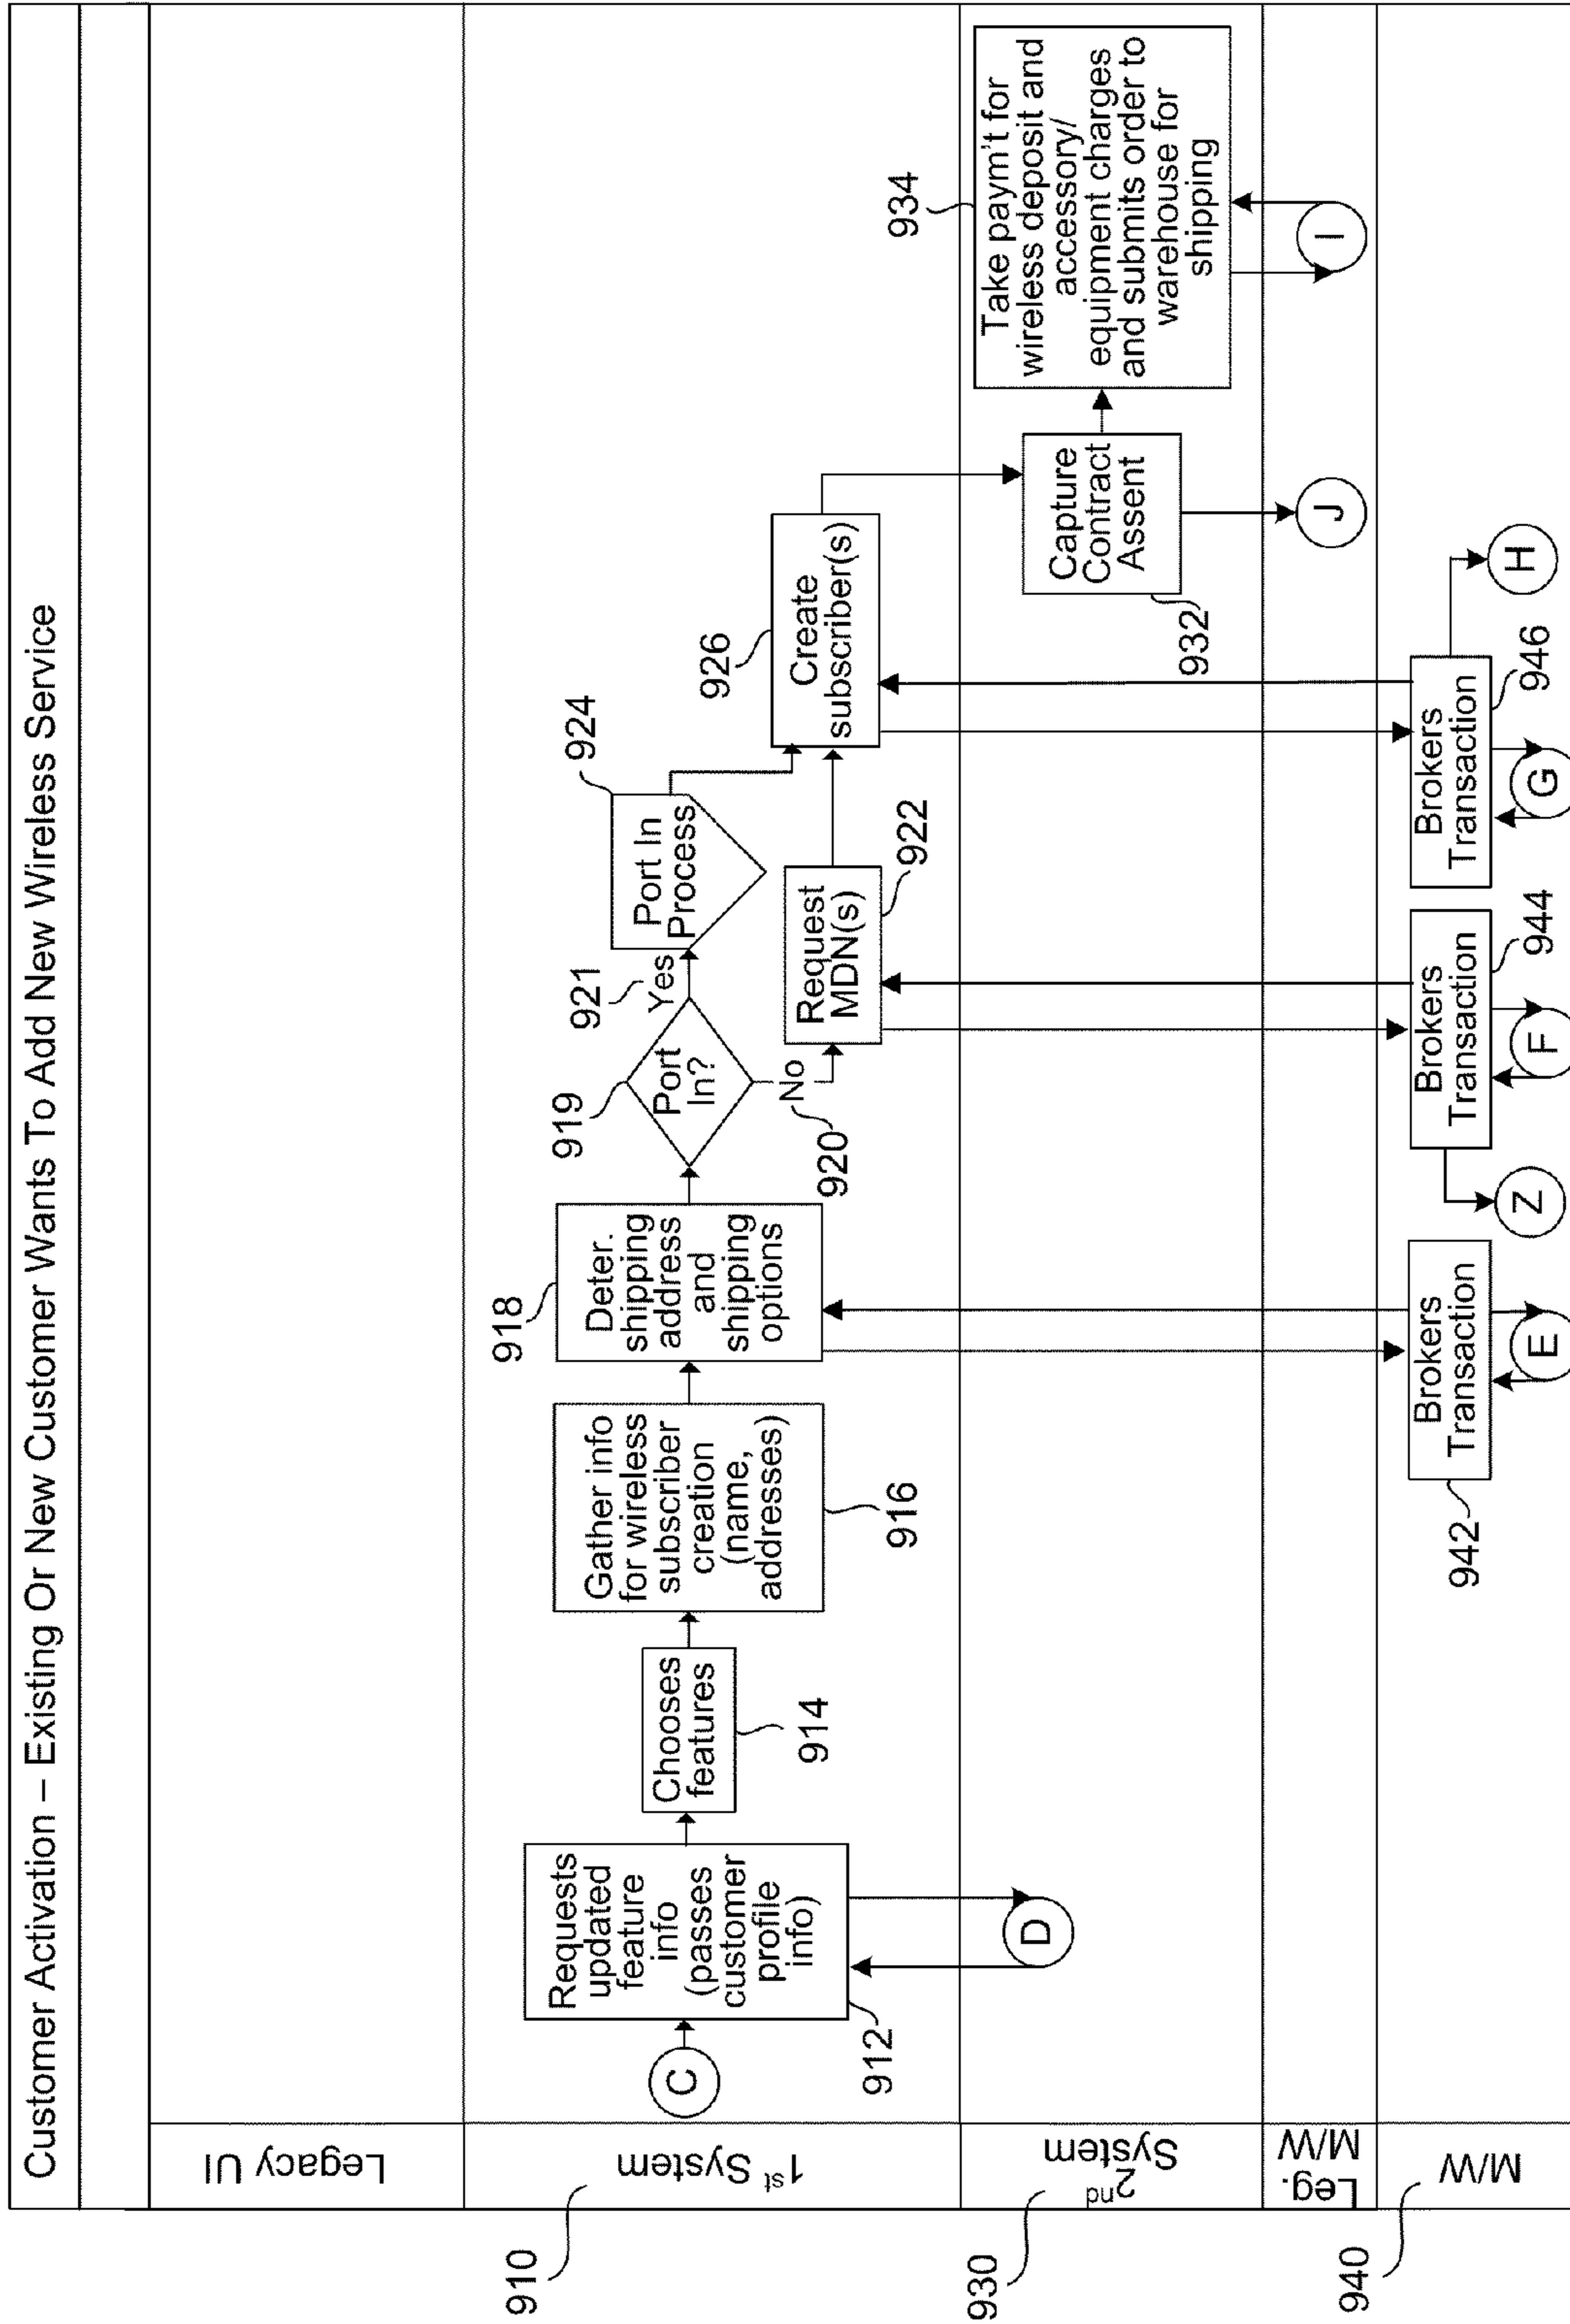 Customer Activation – Existing Or New Customer Wants To Add New Wireless Service
Legacy UI
910
1st System
C
Requests
updated
feature
info
(passes
customer
profile
info)
912
Chooses
features
914
Gather info
for wireless
subscriber
creation
(name,
addresses)
916
918
Deter.
shipping
address
and
shipping
options
919
Port
In?
921
Yes
No
920
924
Port In
Process
Request
MDN(s)
922
926
Create
subscriber(s)
930
2nd
System
D
Capture
Contract
Assent
932
934
Take paym't for
wireless deposit and
accessory/
equipment charges
and submits order to
warehouse for
shipping
Leg.
M/W
J
I
940
M/W
942
Brokers
Transaction
E
Z
Brokers
Transaction
944
F
Brokers
Transaction
946
G
H